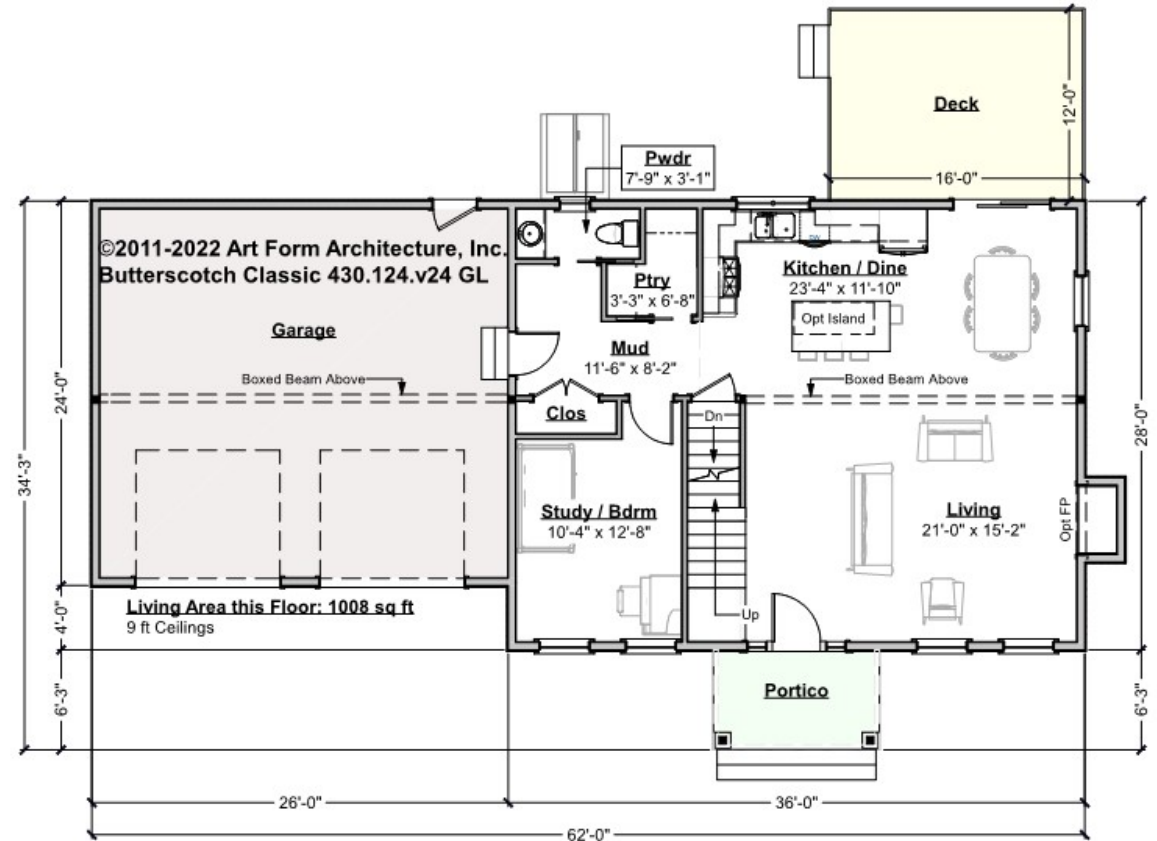 Deck
12'-0"
16'-0"
Pwdr
7'-9" x 3'-1"
©2011-2022 Art Form Architecture, Inc.
Butterscotch Classic 430.124.v24 GL
Garage
Boxed Beam Above
Ptry
3'-3" x 6'-8"
DW
Kitchen / Dine
23'-4" x 11'-10"
Opt Island
Mud
11'-6" x 8'-2"
Boxed Beam Above
Clos
Dn
Study / Bdrm
10'-4" x 12'-8"
Living
21'-0" x 15'-2"
Opt FP
Up
Living Area this Floor: 1008 sq ft
9 ft Ceilings
Portico
34'-3"
24'-0"
4'-0"
6'-3"
28'-0"
6'-3"
26'-0"
36'-0"
62'-0"